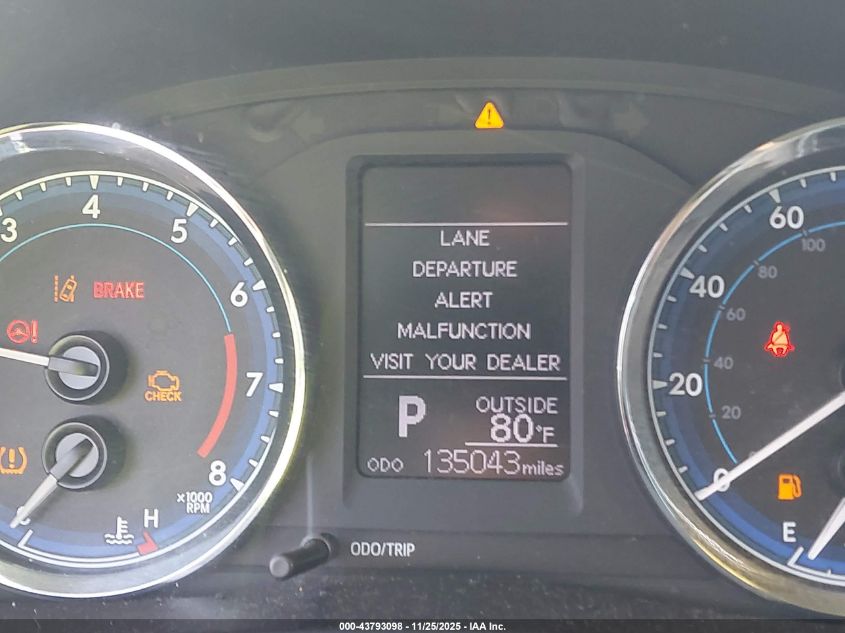 LANE
DEPARTURE
ALERT
MALFUNCTION
VISIT YOUR DEALER
P
OUTSIDE
80°F
ODO 135043 miles
3
4
5
6
7
8
x1000
RPM
BRAKE
CHECK
H
ODO/TRIP
0
20
40
60
20
40
60
80
100
E
000-43793098 - 11/25/2025 - IAA Inc.